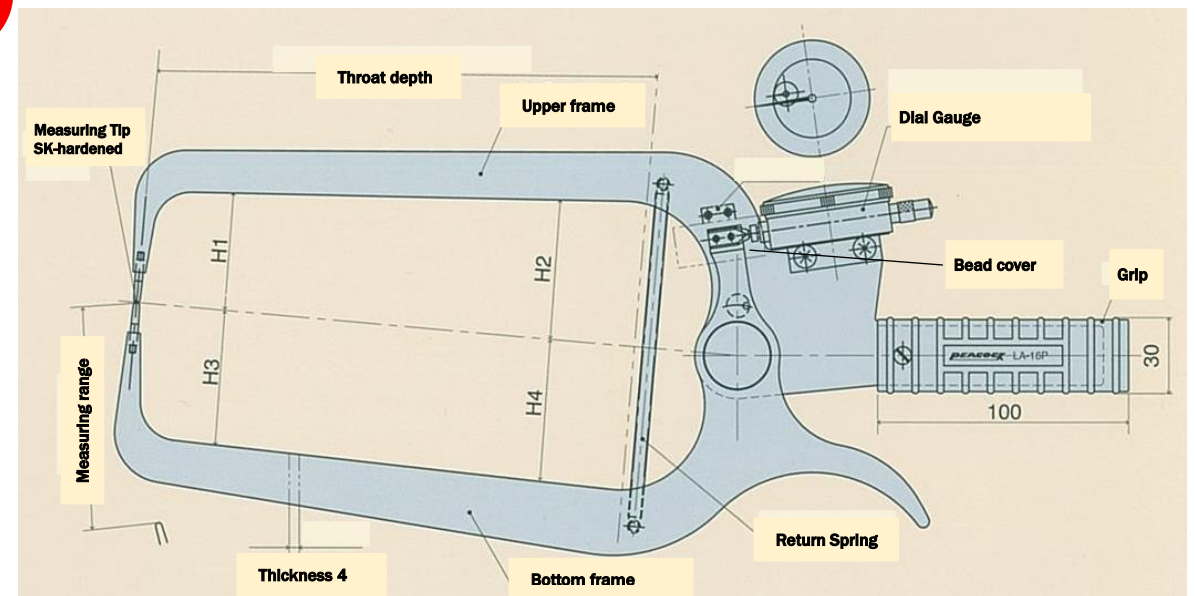 Throat depth
Upper frame
Dial Gauge
Measuring Tip
SK-hardened
H1
H2
Bead cover
Grip
Measuring range
H3
H4
PEACOCK LA-16P
30
100
Return Spring
Thickness 4
Bottom frame